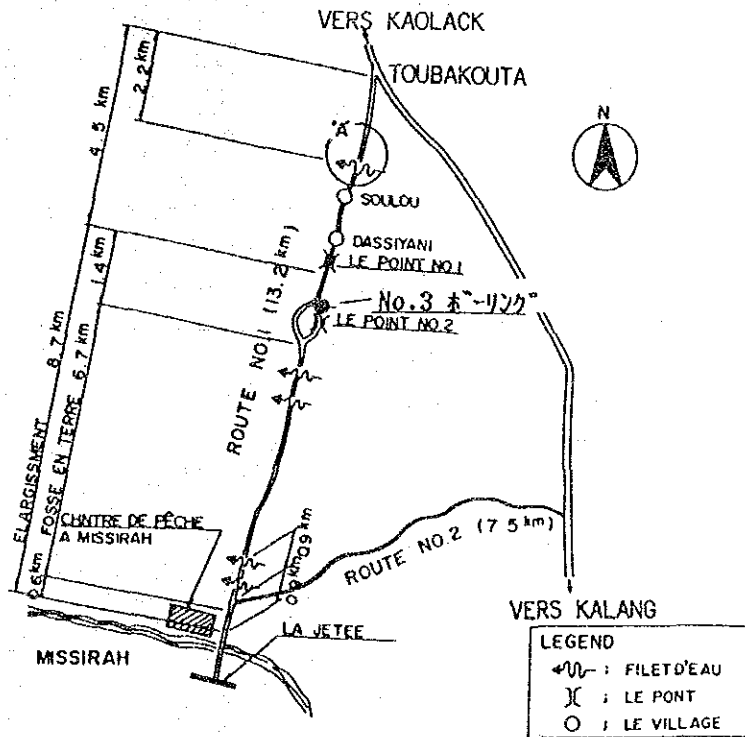 VERS KAOLACK
TOUBAKOUTA
2.2 km
4.5 km
"A"
N
SOULOU
DASSIYANI
LE POINT NO.1
No.3 ボーリング
LE POINT NO.2
1.4 km
8.7 km
6.7 km
ROUTE NO.1 (13.2 km)
ELARGISSMENT
FOSSE EN TERRE
CHNTRE DE PÊCHE
A MISSIRAH
0.9 km
0.9 km
ROUTE NO.2 (7.5 km)
0.6 km
VERS KALANG
LA JETEE
MISSIRAH
LEGEND
; FILET D'EAU
; LE PONT
; LE VILLAGE